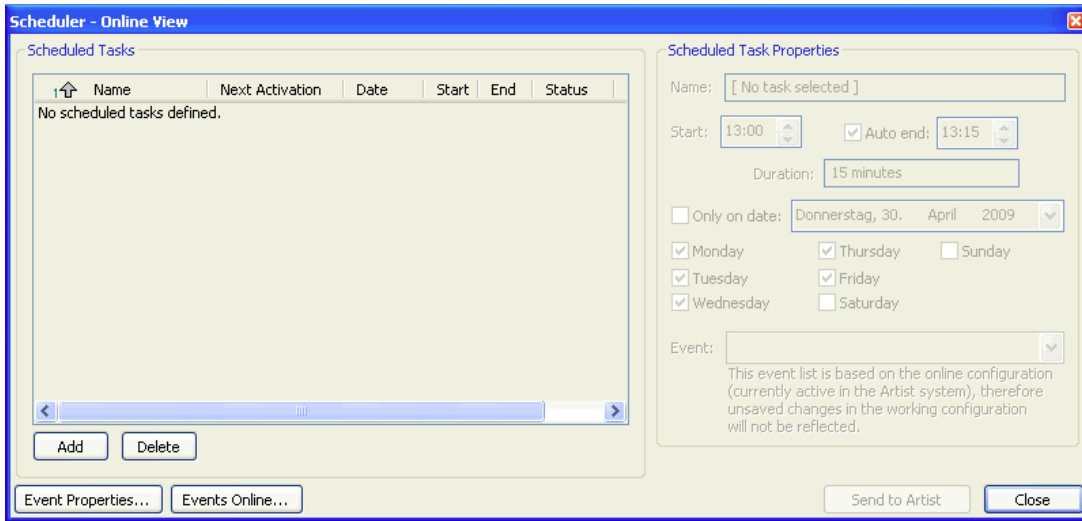 Scheduler - Online View
Scheduled Tasks
1 Name Next Activation Date Start End Status
No scheduled tasks defined.
Add Delete
Event Properties... Events Online...
Scheduled Task Properties
Name: [ No task selected ]
Start: 13:00 Auto end: 13:15
Duration: 15 minutes
Only on date: Donnerstag, 30. April 2009
Monday Thursday Sunday
Tuesday Friday
Wednesday Saturday
Event:
This event list is based on the online configuration
(currently active in the Artist system), therefore
unsaved changes in the working configuration
will not be reflected.
Send to Artist Close